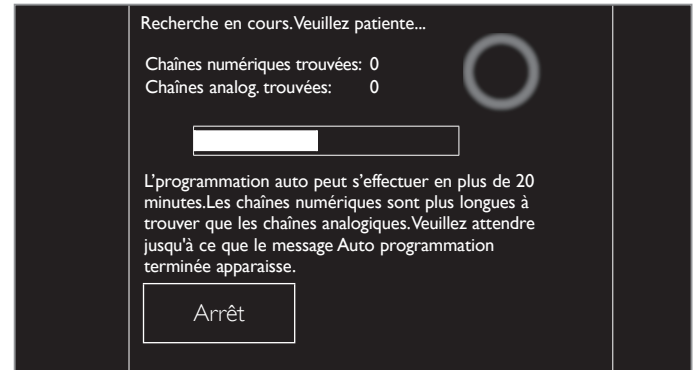 Recherche en cours.Veuillez patiente...
Chaînes numériques trouvées: 0
Chaînes analog. trouvées: 0
L'programmation auto peut s'effectuer en plus de 20
minutes.Les chaînes numériques sont plus longues à
trouver que les chaînes analogiques.Veuillez attendre
jusqu'à ce que le message Auto programmation
terminée apparaisse.
Arrêt